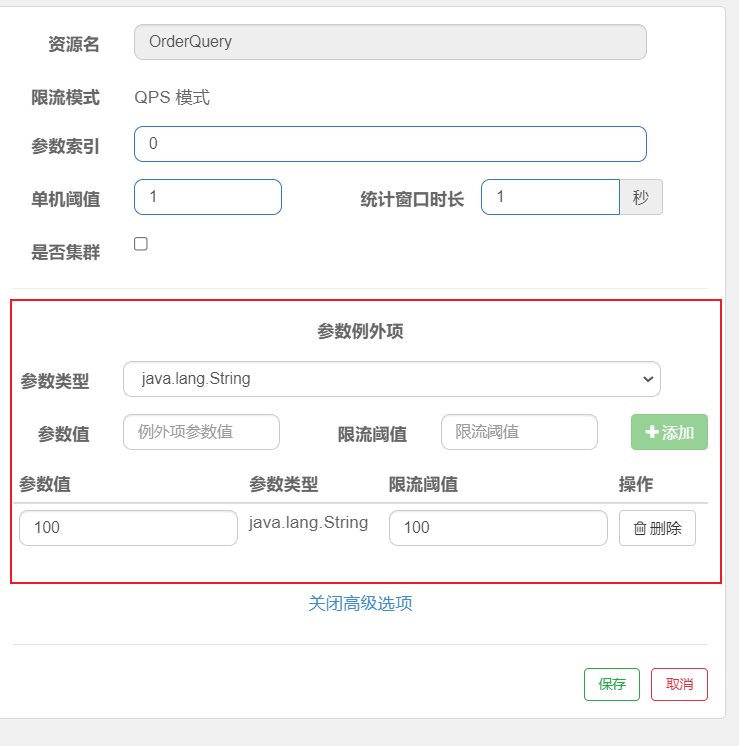 资源名 OrderQuery
限流模式 QPS 模式
参数索引 0
单机阈值 1 统计窗口时长 1 秒
是否集群
参数例外项
参数类型 java.lang.String
参数值 例外项参数值 限流阈值 限流阈值 添加
参数值 参数类型 限流阈值 操作
100 java.lang.String 100 删除
关闭高级选项
保存 取消